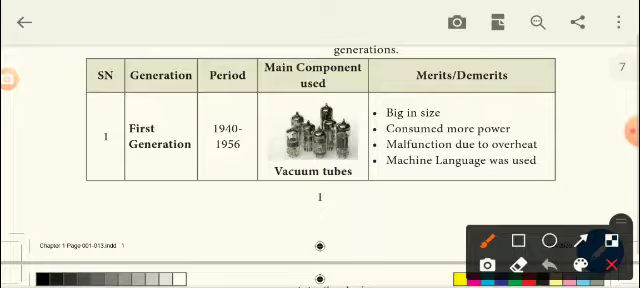 generations.
7
SN Generation Period Main Component used Merits/Demerits
1 First Generation 1940-1956 Vacuum tubes
• Big in size
• Consumed more power
• Malfunction due to overheat
• Machine Language was used
1
Chapter 1 Page 001-013.indd 1